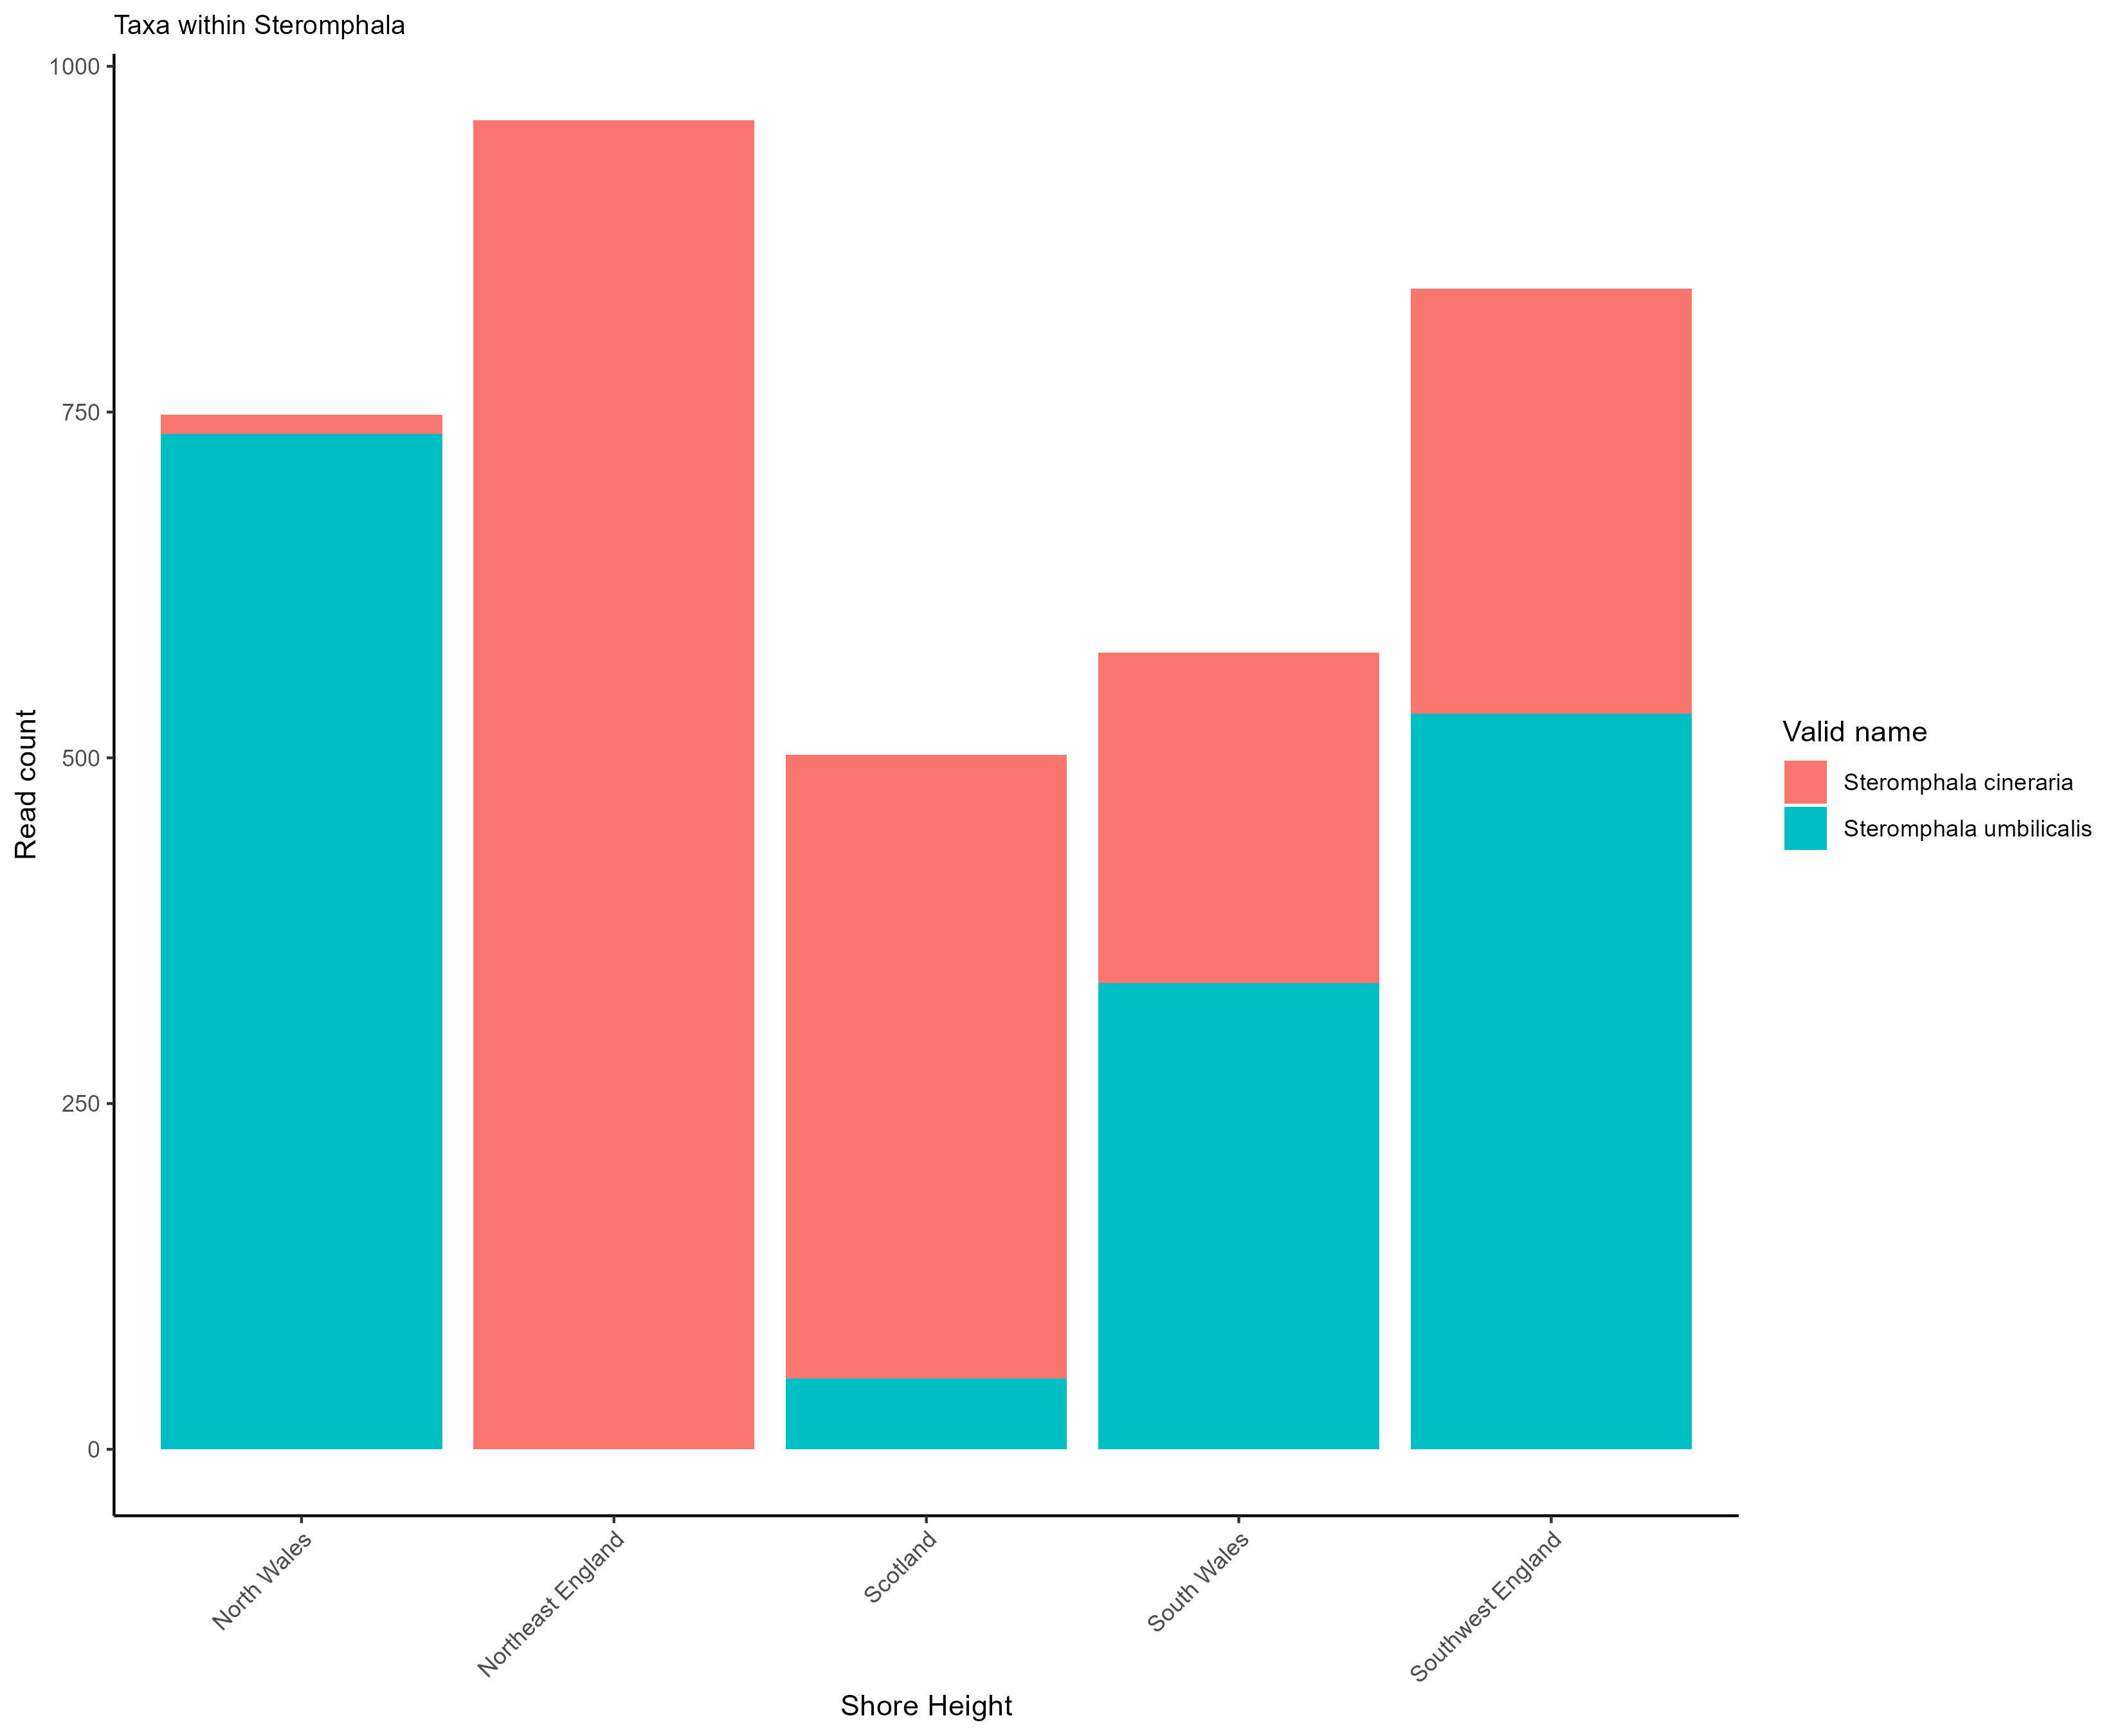 Taxa within Steromphala
1000
750
500
250
0
Read count
North Wales
Northeast England
Scotland
South Wales
Southwest England
Shore Height
Valid name
Steromphala cineraria
Steromphala umbilicalis